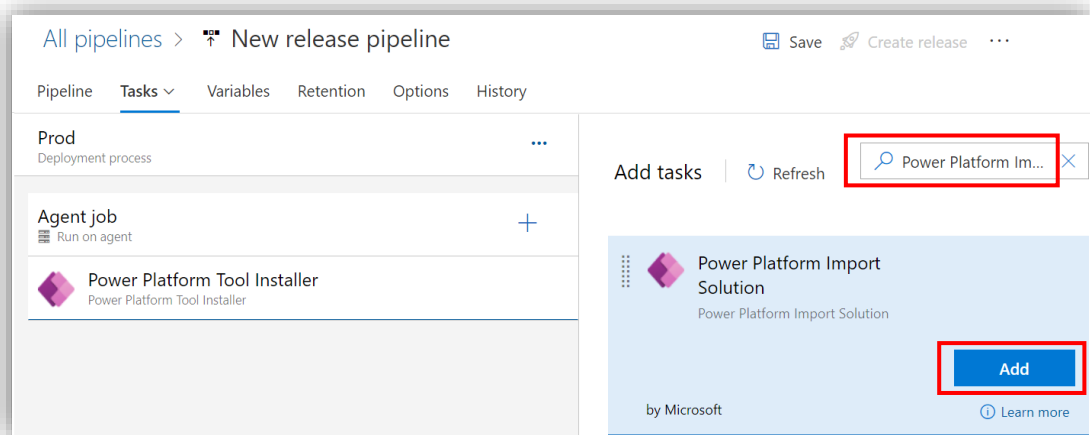 All pipelines > New release pipeline
Save Create release ...
Pipeline Tasks Variables Retention Options History
Prod
Deployment process
...
Add tasks Refresh Power Platform Im...
Agent job
Run on agent
Power Platform Tool Installer
Power Platform Tool Installer
Power Platform Import
Solution
Power Platform Import Solution
Add
by Microsoft Learn more